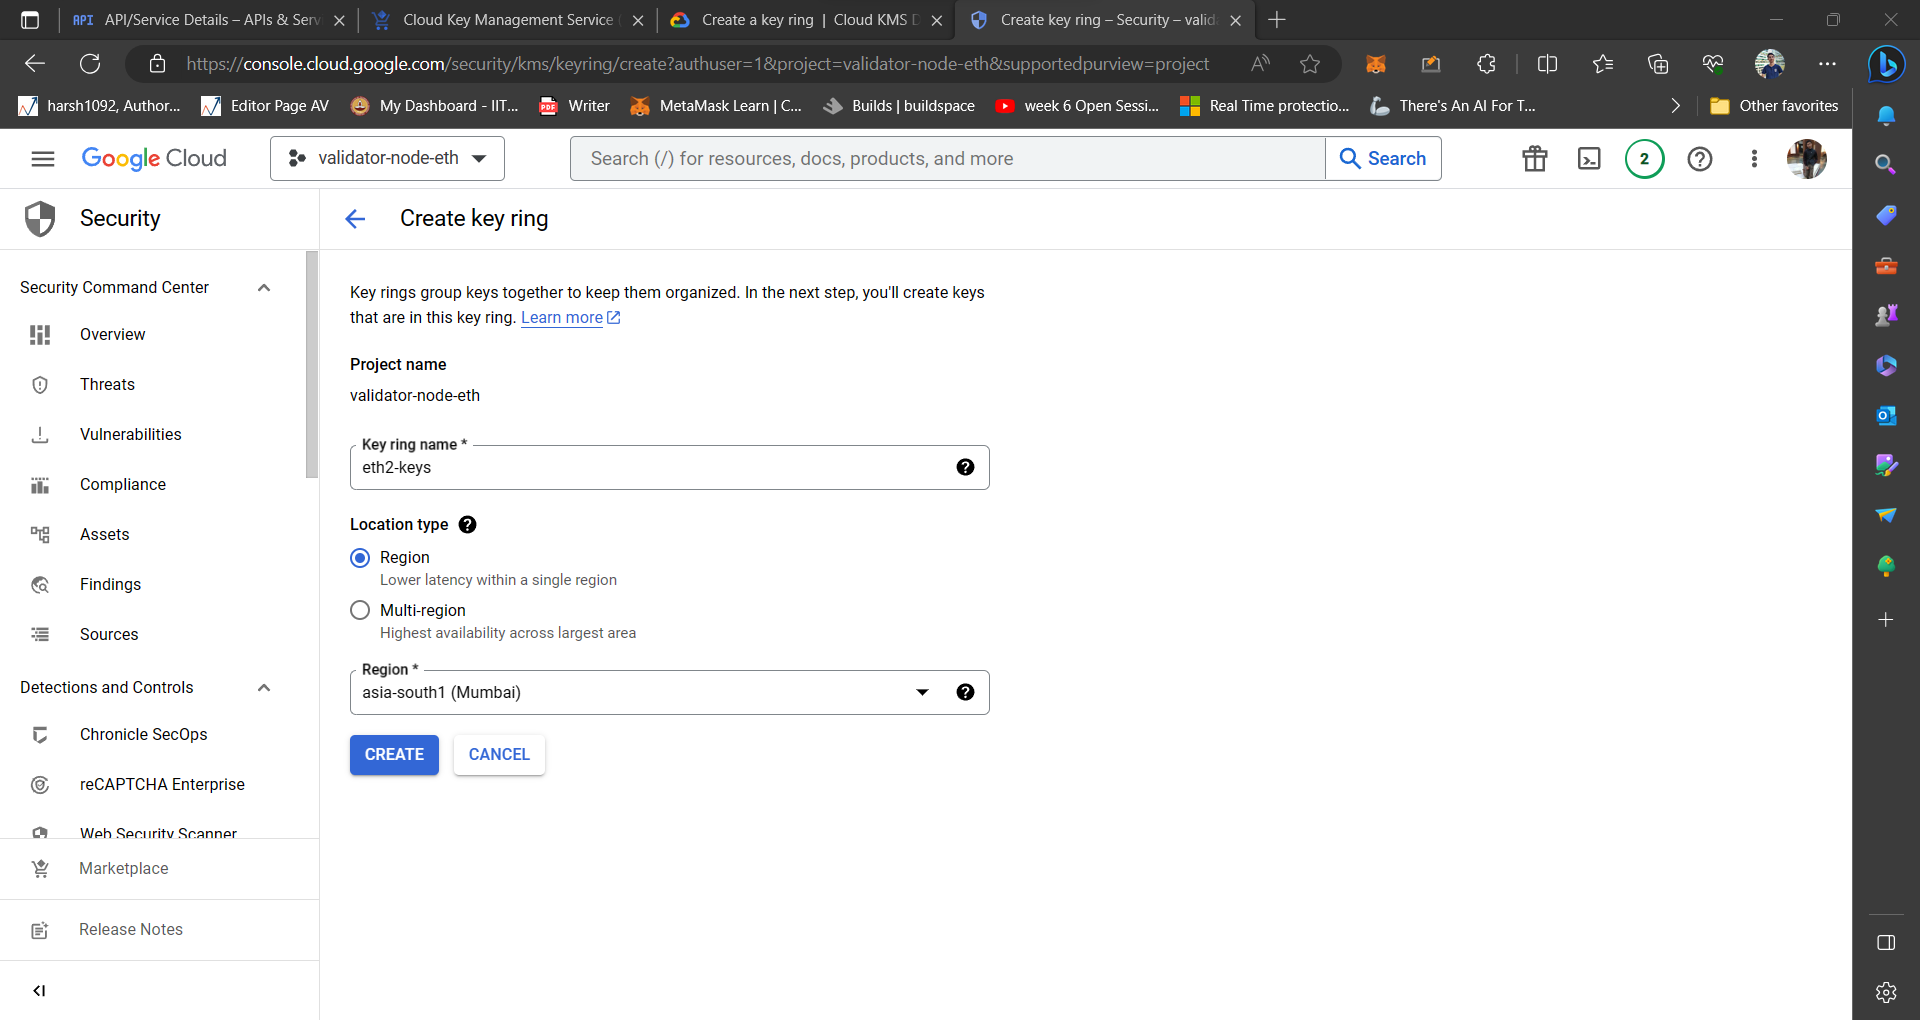 API API/Service Details – APIs & Serv
Cloud Key Management Service (
Create a key ring | Cloud KMS D
Create key ring – Security – valid
https://console.cloud.google.com/security/kms/keyring/create?authuser=1&project=validator-node-eth&supportedpurview=project
harsh1092, Author...
Editor Page AV
My Dashboard - IIT...
PDF Writer
MetaMask Learn | C...
Builds | buildspace
week 6 Open Sessi...
Real Time protectio...
There's An AI For T...
Other favorites
Google Cloud
validator-node-eth
Search (/) for resources, docs, products, and more
Search
2
Security
Create key ring
Security Command Center
Overview
Threats
Vulnerabilities
Compliance
Assets
Findings
Sources
Detections and Controls
Chronicle SecOps
reCAPTCHA Enterprise
Web Security Scanner
Marketplace
Release Notes
Key rings group keys together to keep them organized. In the next step, you'll create keys
that are in this key ring. Learn more
Project name
validator-node-eth
Key ring name *
eth2-keys
Location type
Region
Lower latency within a single region
Multi-region
Highest availability across largest area
Region *
asia-south1 (Mumbai)
CREATE
CANCEL